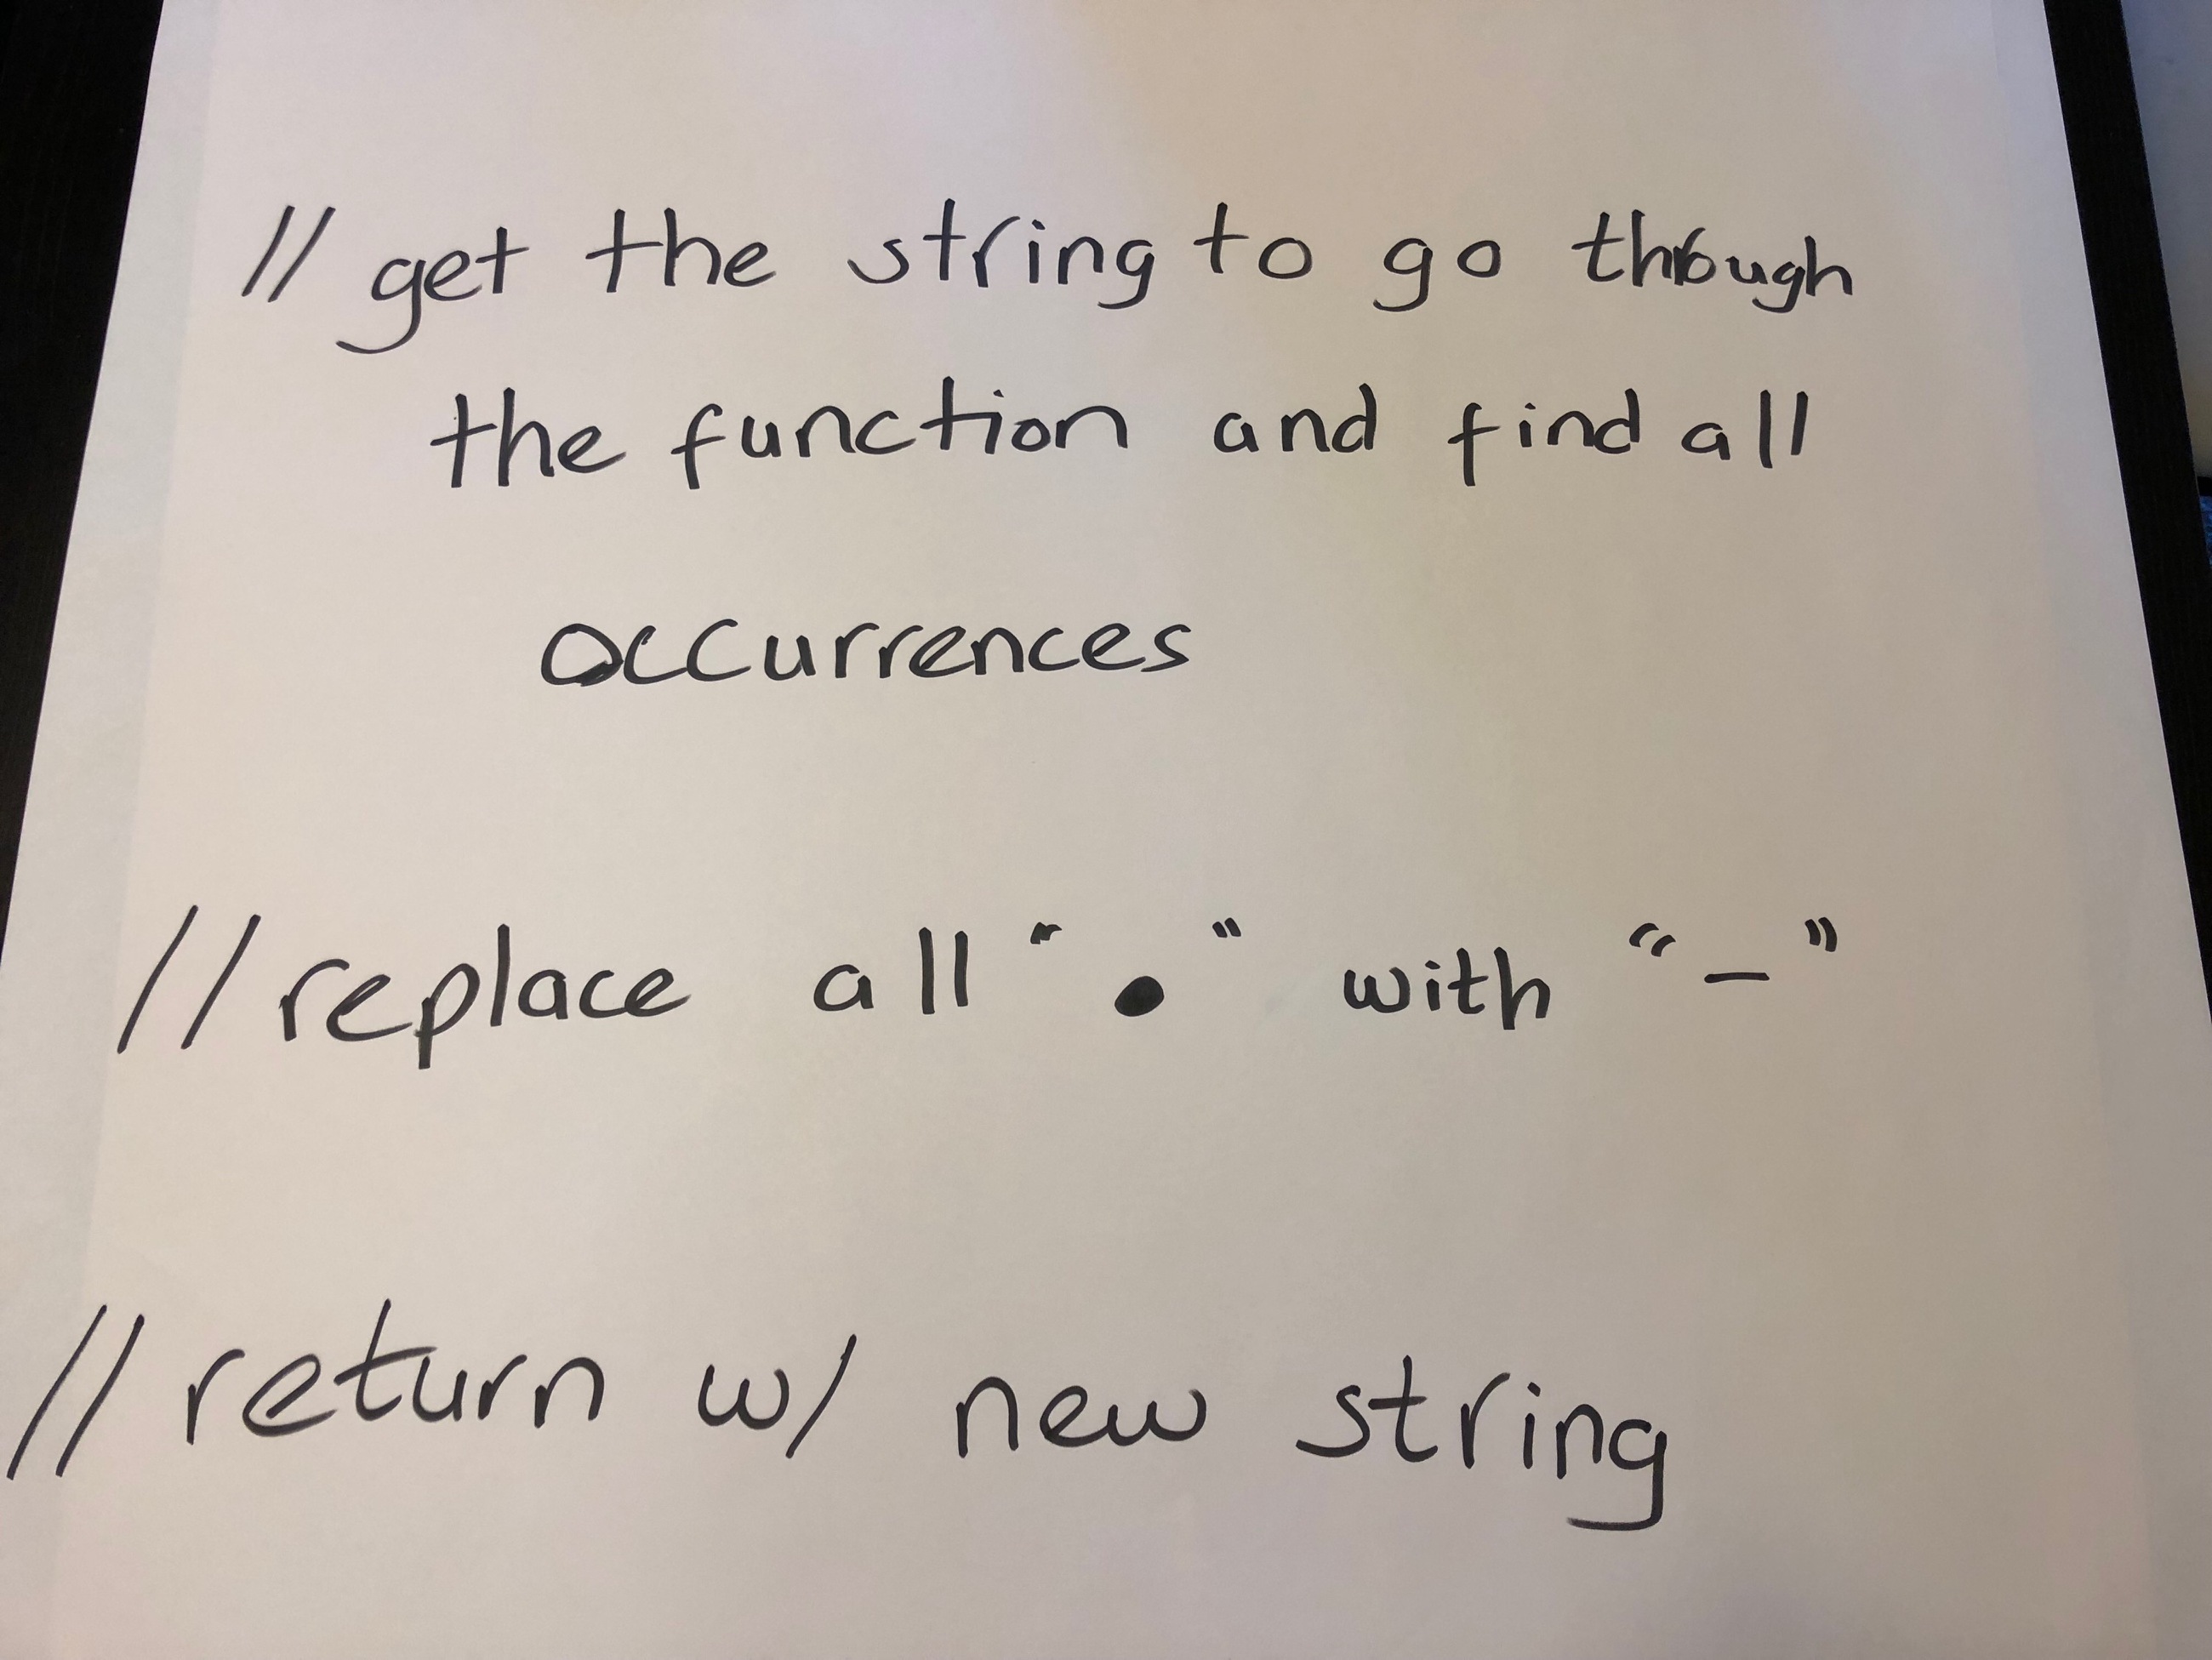 // get the string to go through
the function and find all
occurrences
// replace all " . " with " - "
// return w/ new string